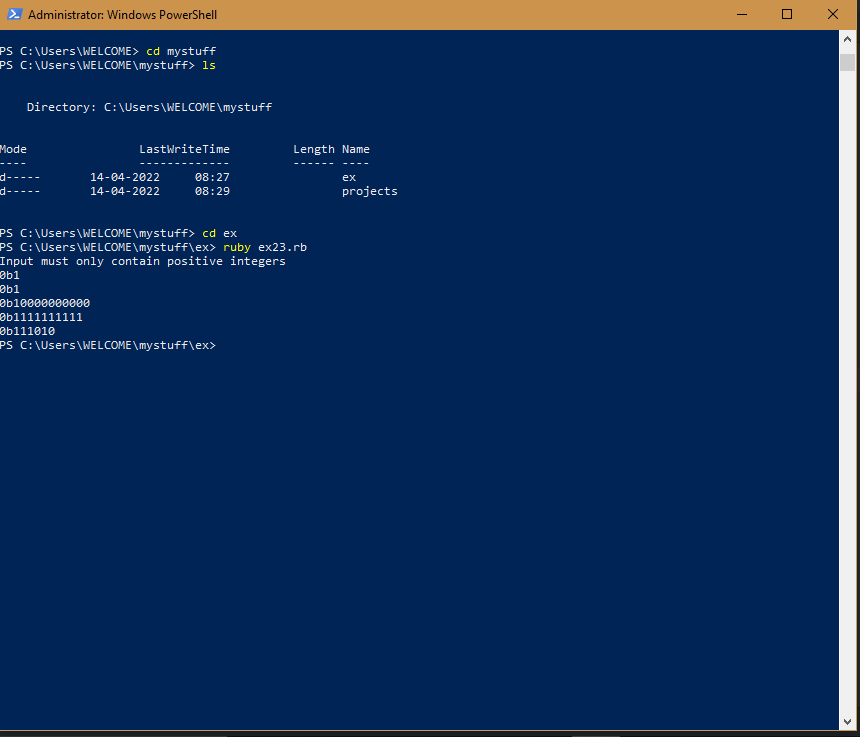 Administrator: Windows PowerShell
PS C:\Users\WELCOME> cd mystuff
PS C:\Users\WELCOME\mystuff> ls
Directory: C:\Users\WELCOME\mystuff
Mode LastWriteTime Length Name
---- ------------- ------ ----
d----- 14-04-2022 08:27 ex
d----- 14-04-2022 08:29 projects
PS C:\Users\WELCOME\mystuff> cd ex
PS C:\Users\WELCOME\mystuff\ex> ruby ex23.rb
Input must only contain positive integers
0b1
0b1
0b10000000000
0b1111111111
0b111010
PS C:\Users\WELCOME\mystuff\ex>